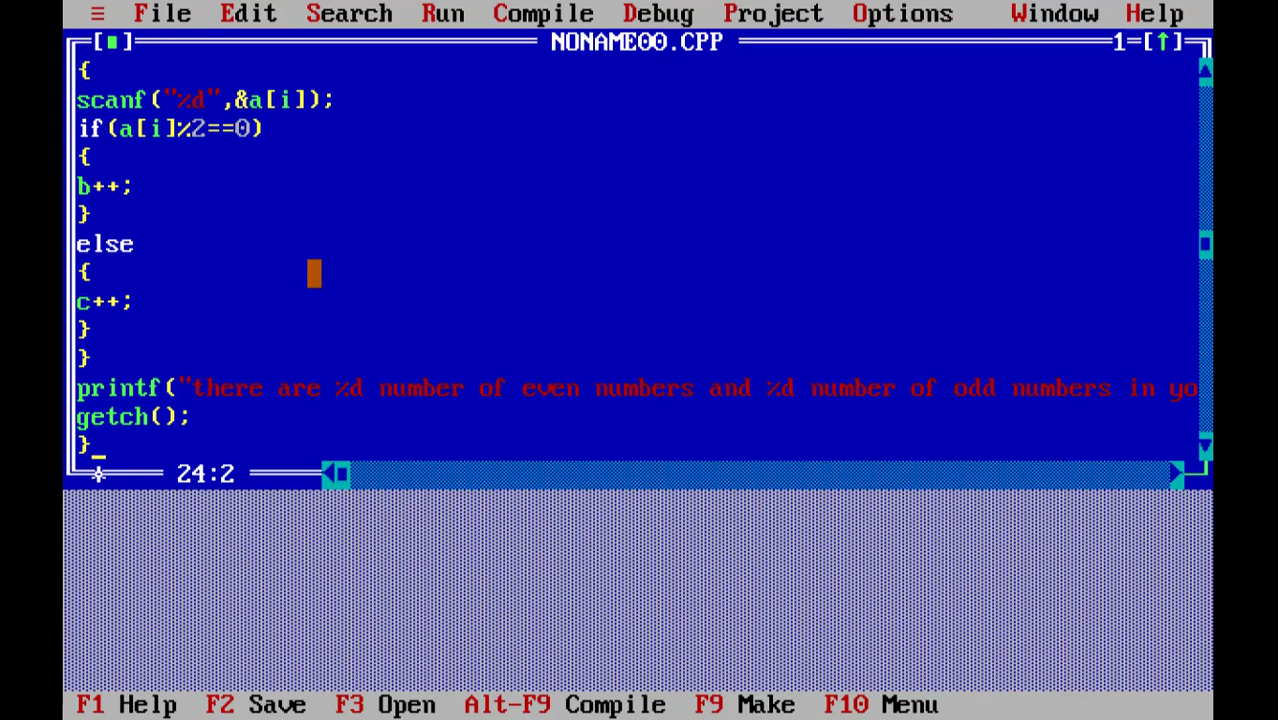 ≡ File Edit Search Run Compile Debug Project Options Window Help
[■] NONAME00.CPP 1=[↑]
{
scanf("%d",&a[i]);
if(a[i]%2==0)
{
b++;
}
else
{
c++;
}
}
printf("there are %d number of even numbers and %d number of odd numbers in yo
getch();
}
24:2
F1 Help F2 Save F3 Open Alt-F9 Compile F9 Make F10 Menu